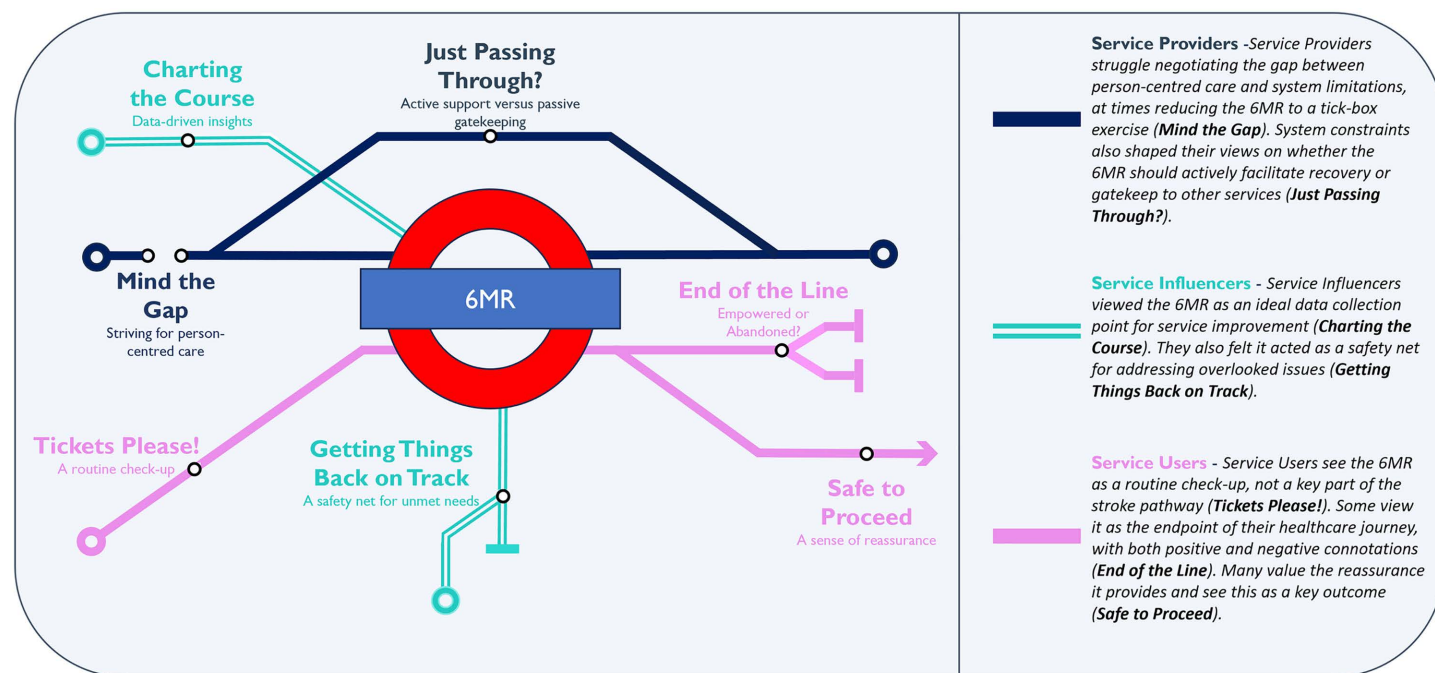 Charting
the Course
Data-driven insights
Just Passing
Through?
Active support versus passive
gatekeeping
Mind the
Gap
Striving for person-
centred care
6MR
End of the Line
Empowered or
Abandoned?
Tickets Please!
A routine check-up
Getting Things
Back on Track
A safety net for unmet needs
Safe to
Proceed
A sense of reassurance
Service Providers -Service Providers
struggle negotiating the gap between
person-centred care and system limitations,
at times reducing the 6MR to a tick-box
exercise (Mind the Gap). System constraints
also shaped their views on whether the
6MR should actively facilitate recovery or
gatekeep to other services (Just Passing
Through?).
Service Influencers - Service Influencers
viewed the 6MR as an ideal data collection
point for service improvement (Charting the
Course). They also felt it acted as a safety net
for addressing overlooked issues (Getting
Things Back on Track).
Service Users - Service Users see the 6MR
as a routine check-up, not a key part of the
stroke pathway (Tickets Please!). Some view
it as the endpoint of their healthcare journey,
with both positive and negative connotations
(End of the Line). Many value the reassurance
it provides and see this as a key outcome
(Safe to Proceed).